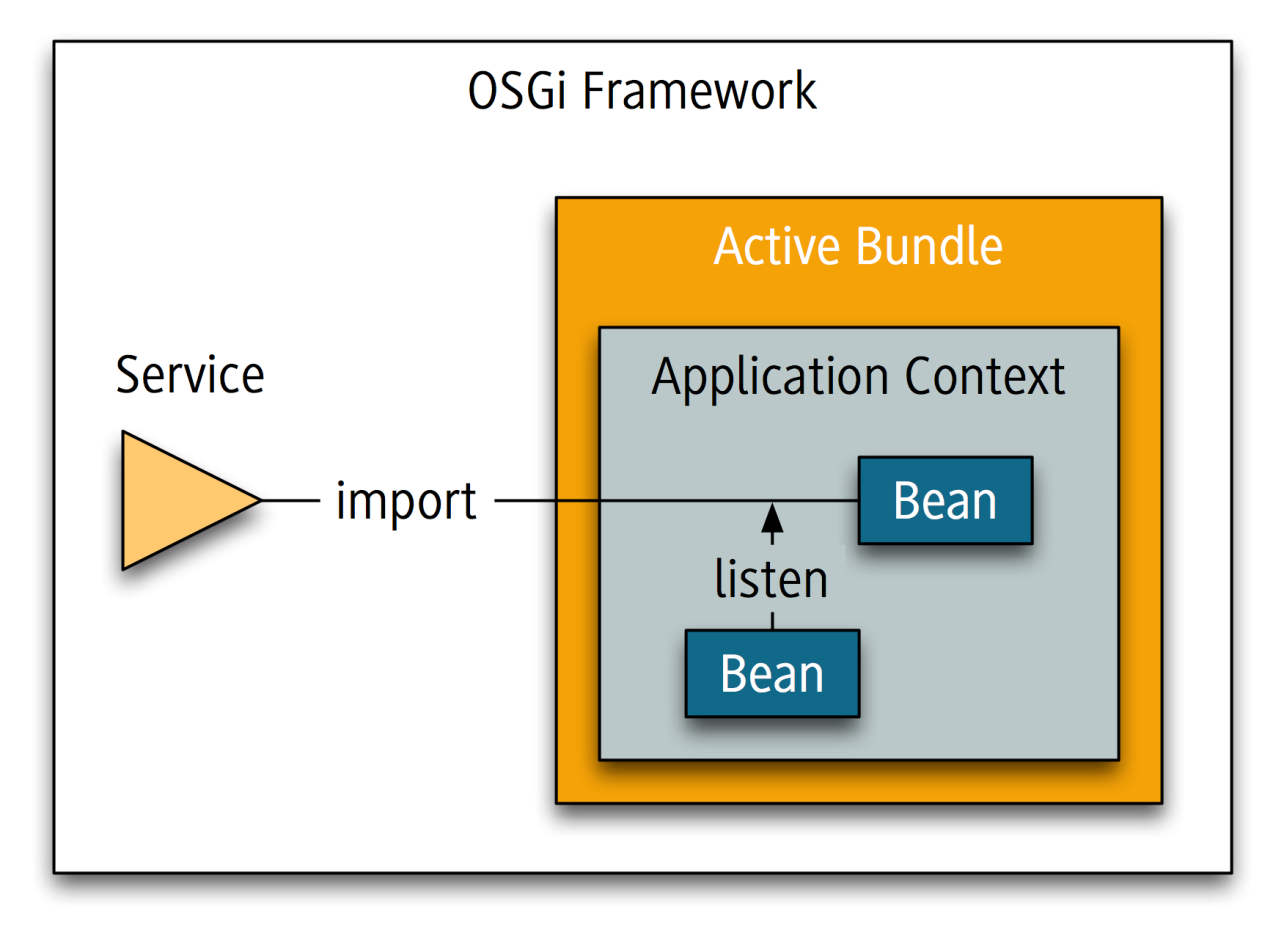 OSGi Framework
Active Bundle
Application Context
Service
import
Bean
listen
Bean